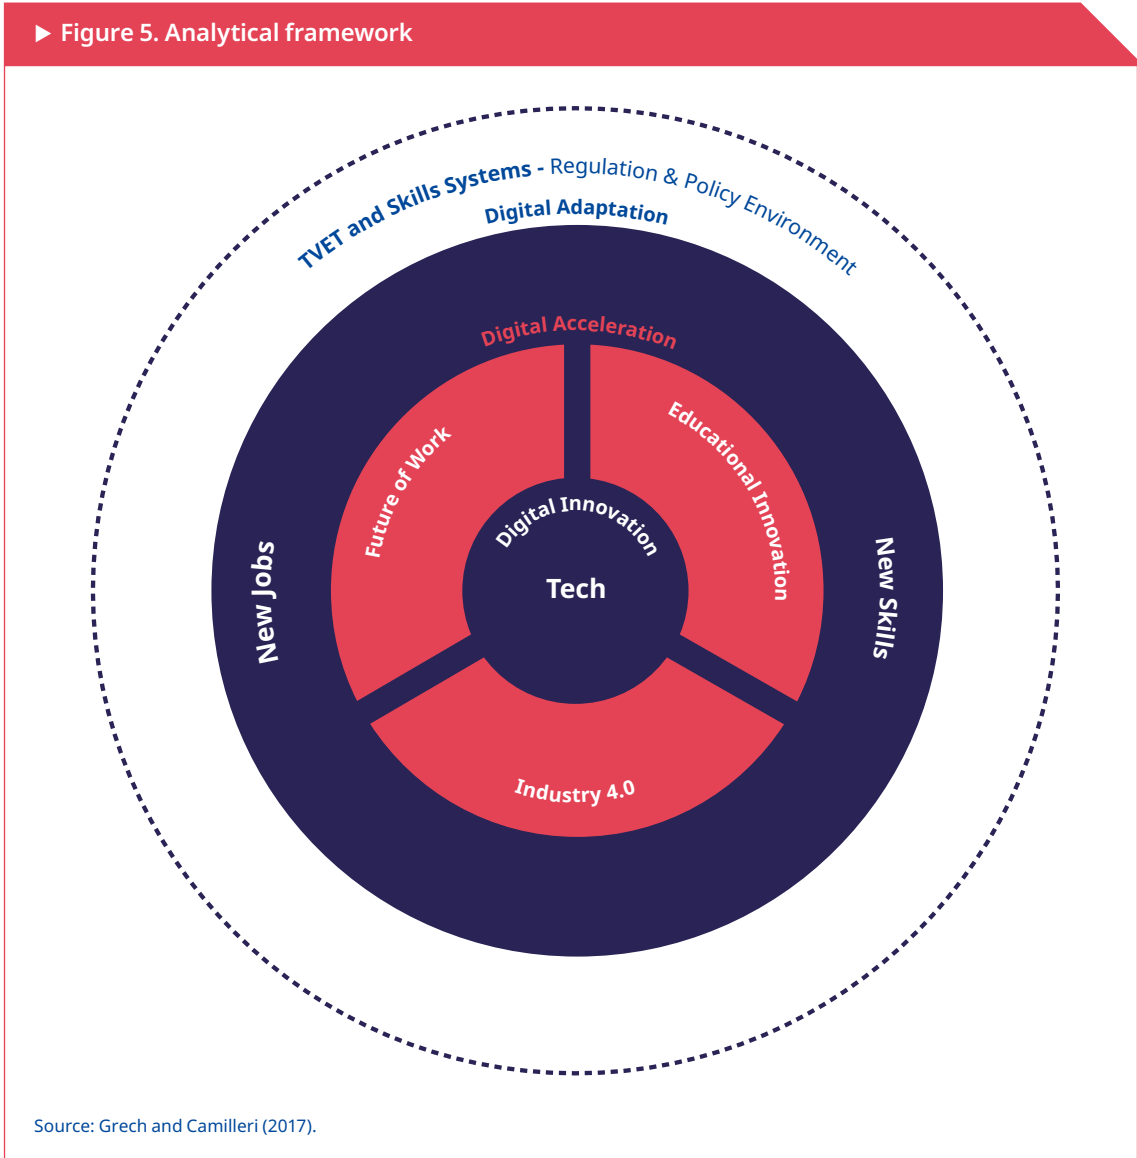 ▶ Figure 5. Analytical framework
TVET and Skills Systems - Regulation & Policy Environment
Digital Adaptation
Digital Acceleration
Future of Work
Educational Innovation
Digital Innovation
Tech
New Jobs
New Skills
Industry 4.0
Source: Grech and Camilleri (2017).